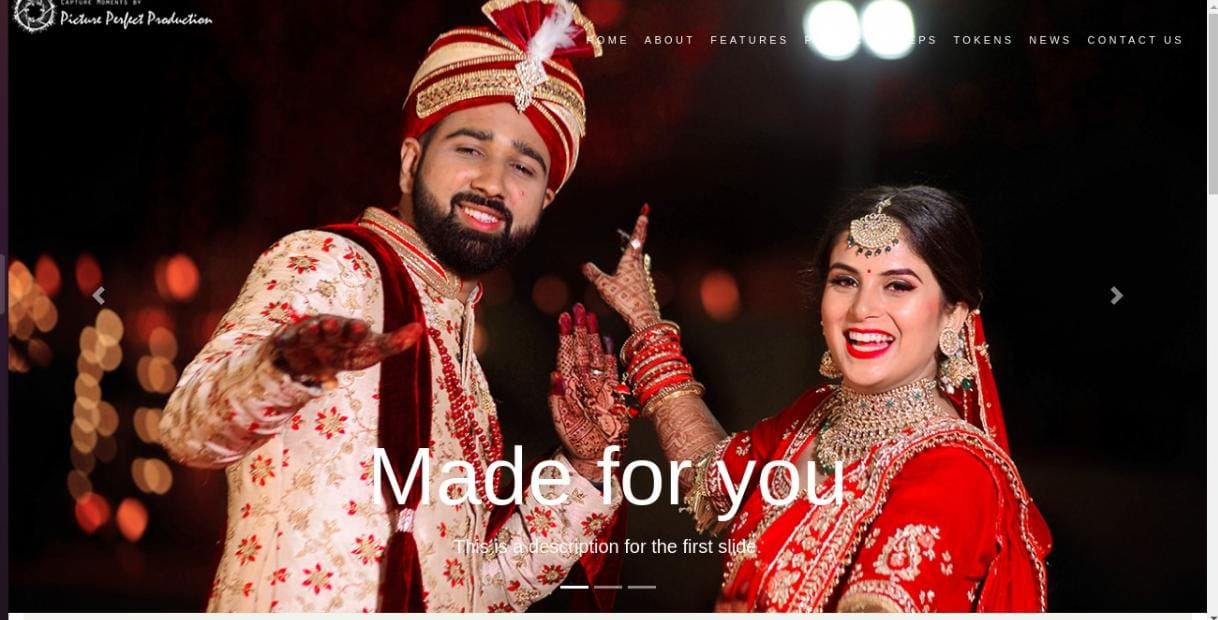 CAPTURE MOMENTS BY
Picture Perfect Production
HOME ABOUT FEATURES TOKENS NEWS CONTACT US
Made for you
This is a description for the first slide.